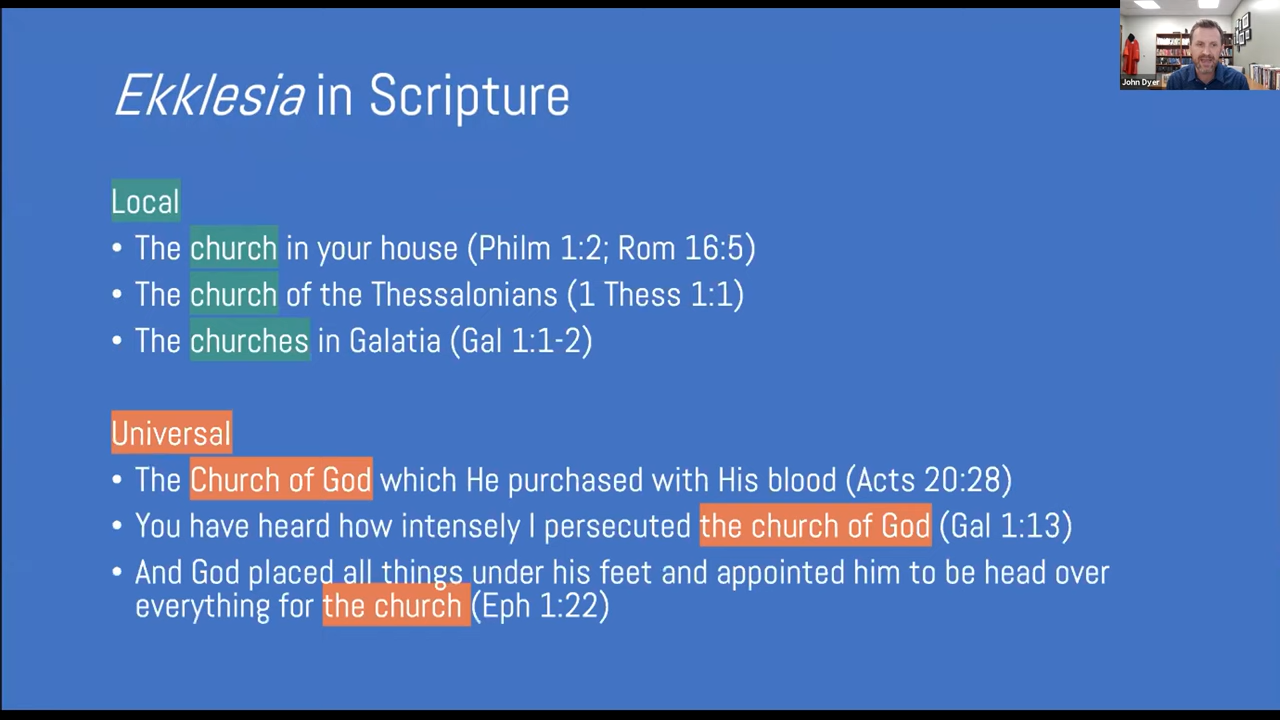 Ekklesia in Scripture
John Dyer
Local
• The church in your house (Philm 1:2; Rom 16:5)
• The church of the Thessalonians (1 Thess 1:1)
• The churches in Galatia (Gal 1:1-2)
Universal
• The Church of God which He purchased with His blood (Acts 20:28)
• You have heard how intensely I persecuted the church of God (Gal 1:13)
• And God placed all things under his feet and appointed him to be head over
everything for the church (Eph 1:22)